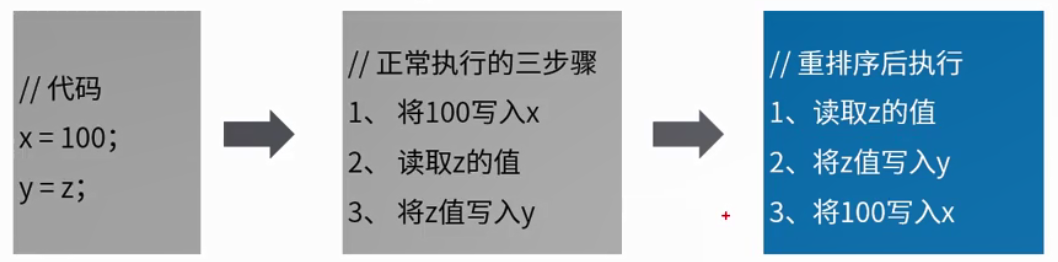 // 代码
x = 100；
y = z；
// 正常执行的三步骤
1、 将100写入x
2、 读取z的值
3、 将z值写入y
// 重排序后执行
1、读取z的值
2、将z值写入y
3、将100写入x